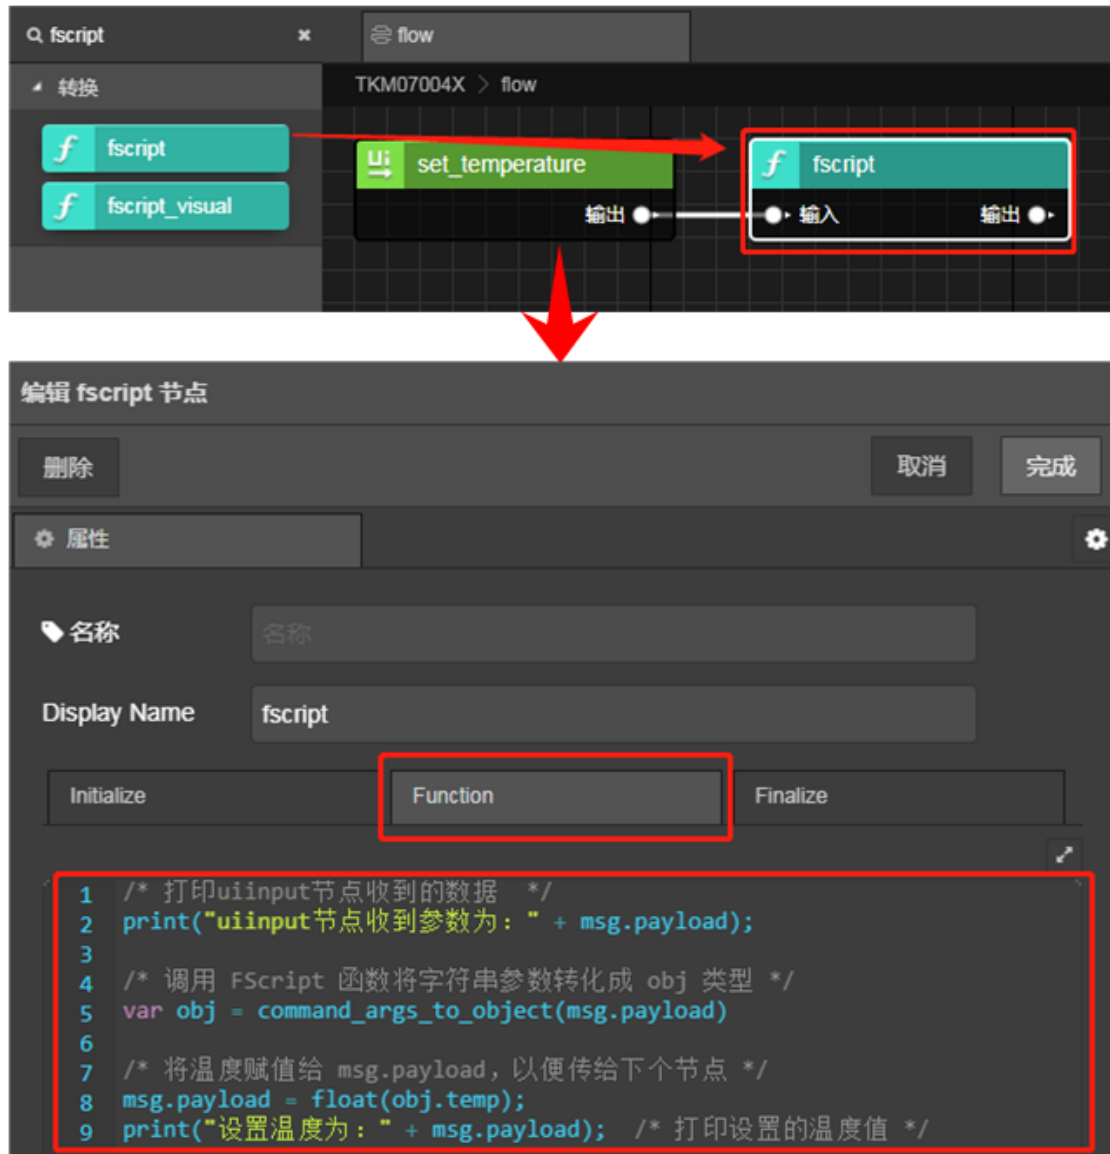 fscript ×
flow
转换
TKM07004X > flow
fscript
set_temperature
fscript
fscript_visual
输出
输入
输出
编辑 fscript 节点
删除
取消
完成
属性
名称
名称
Display Name
fscript
Initialize
Function
Finalize
1 /* 打印uiinput节点收到的数据 */
2 print("uiinput节点收到参数为：" + msg.payload);
3
4 /* 调用 FScript 函数将字符串参数转化成 obj 类型 */
5 var obj = command_args_to_object(msg.payload)
6
7 /* 将温度赋值给 msg.payload，以便传给下个节点 */
8 msg.payload = float(obj.temp);
9 print("设置温度为：" + msg.payload); /* 打印设置的温度值 */